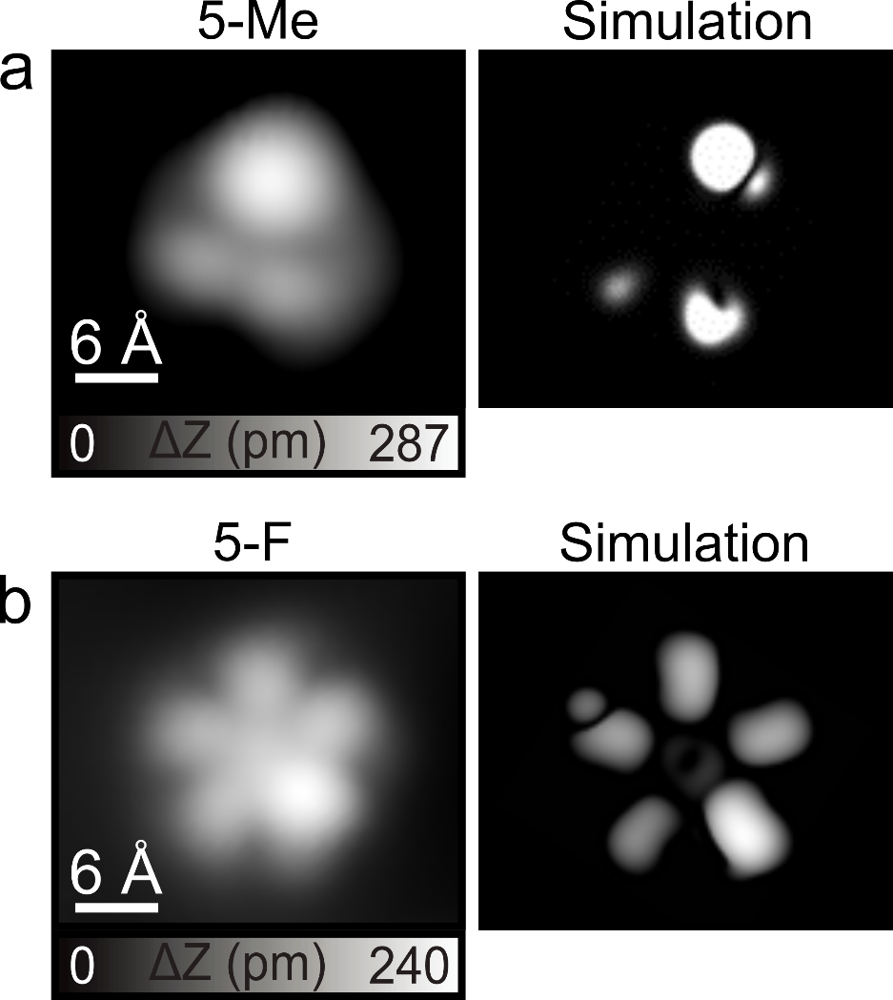 5-Me Simulation
a
6 Å
0 ΔZ (pm) 287
5-F Simulation
b
6 Å
0 ΔZ (pm) 240